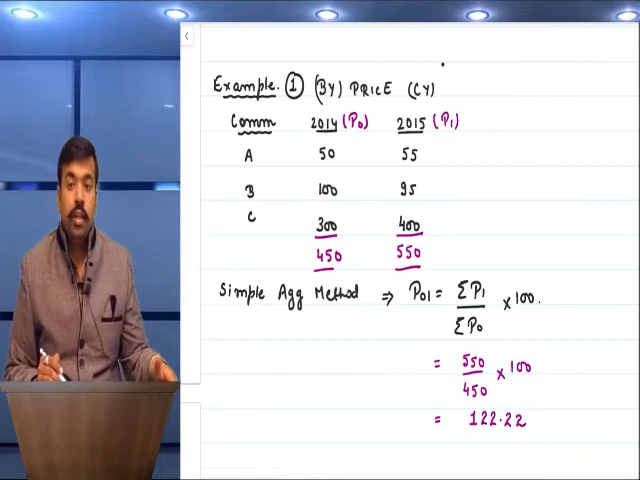 Example. 1 (BY) PRICE (CY)
Comm 2014 (P0) 2015 (P1)
A 50 55
B 100 95
C 300 400
450 550
Simple Agg Method ⇒ P01 = ΣP1 / ΣP0 × 100.
= 550 / 450 × 100
= 122.22